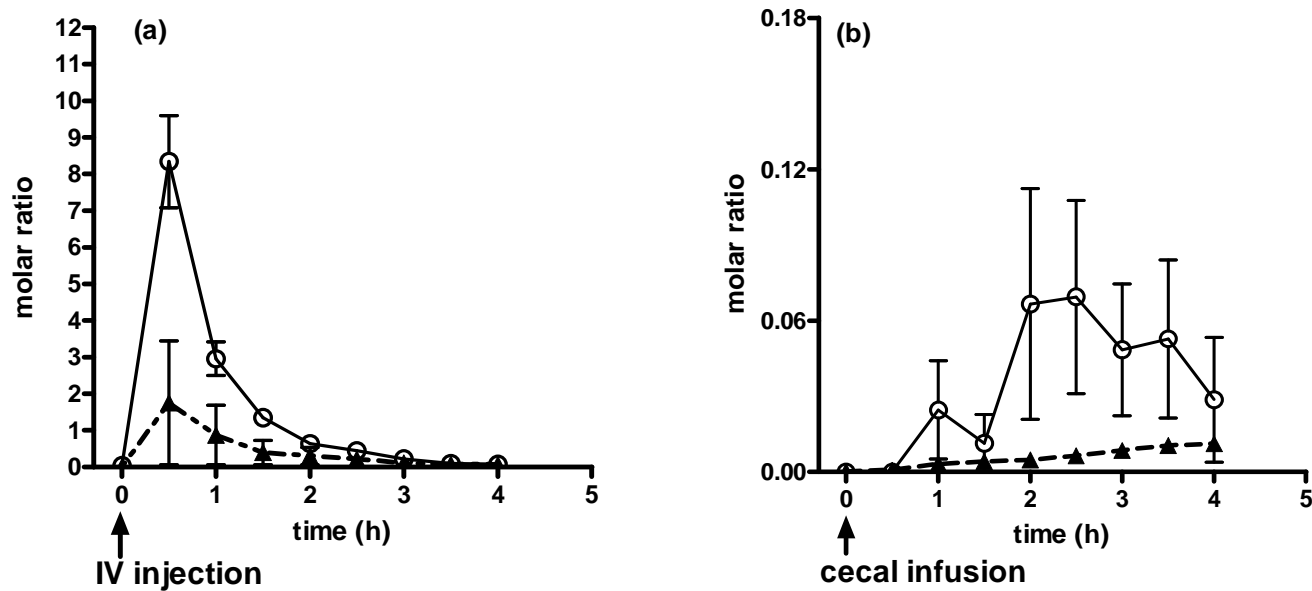 (a)
molar ratio
12
11
10
9
8
7
6
5
4
3
2
1
0
0 1 2 3 4 5
time (h)
IV injection
(b)
molar ratio
0.18
0.12
0.06
0.00
0 1 2 3 4 5
time (h)
cecal infusion